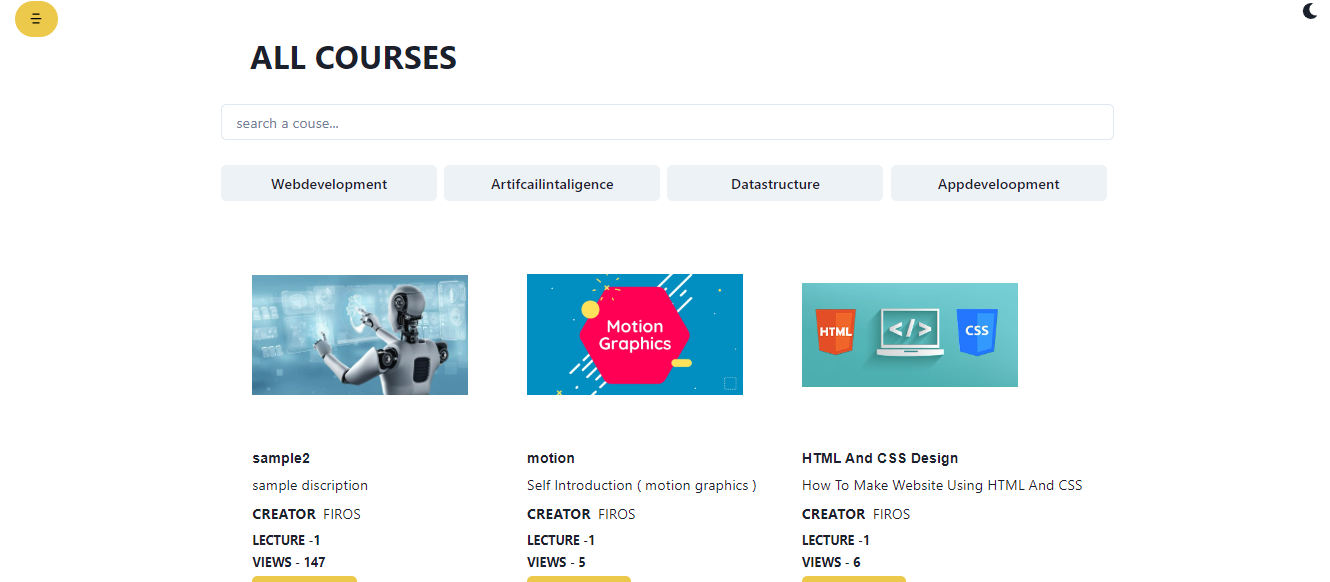 ALL COURSES
search a couse...
Webdevelopment Artifcailintaligence Datastructure Appdeveloopment
Motion
Graphics
HTML </> CSS
sample2 motion HTML And CSS Design
sample discription Self Introduction ( motion graphics ) How To Make Website Using HTML And CSS
CREATOR FIROS CREATOR FIROS CREATOR FIROS
LECTURE -1 LECTURE -1 LECTURE -1
VIEWS - 147 VIEWS - 5 VIEWS - 6